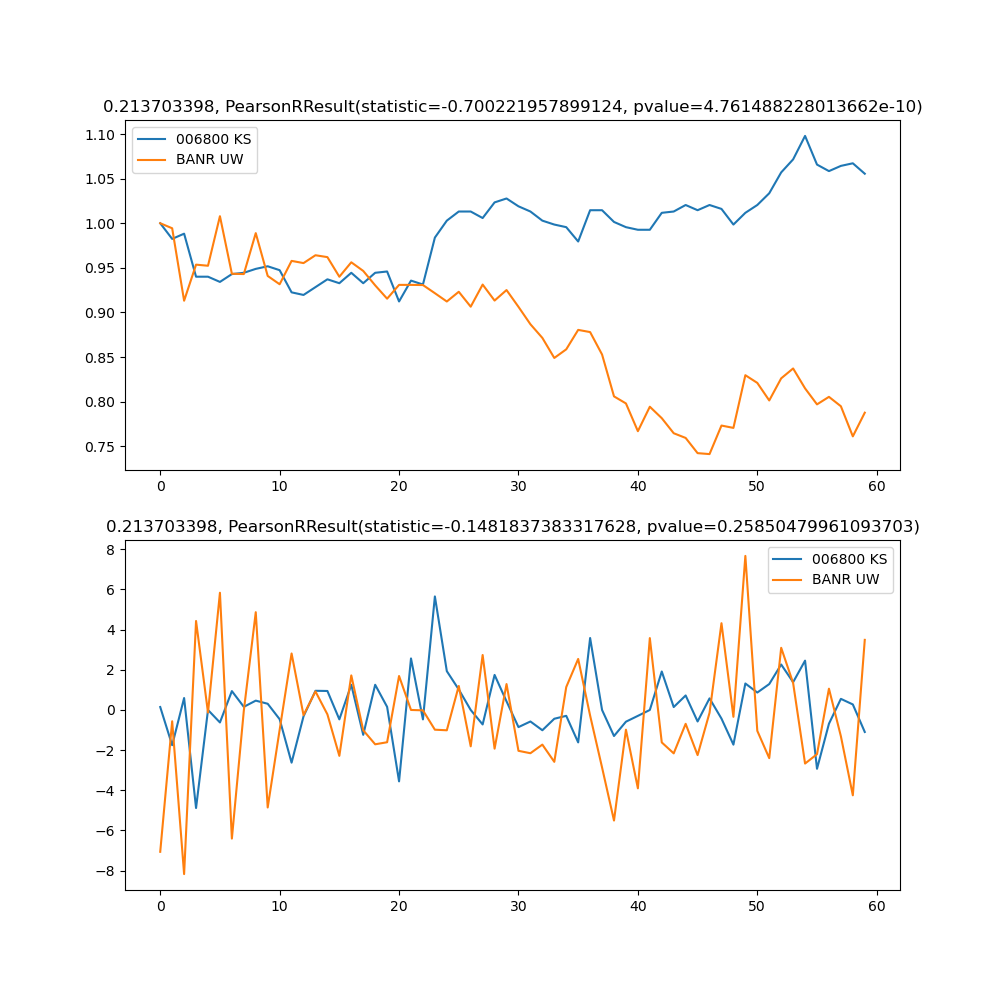 0.213703398, PearsonRResult(statistic=-0.700221957899124, pvalue=4.761488228013662e-10)
006800 KS
BANR UW
1.10
1.05
1.00
0.95
0.90
0.85
0.80
0.75
0 10 20 30 40 50 60
0.213703398, PearsonRResult(statistic=-0.1481837383317628, pvalue=0.25850479961093703)
006800 KS
BANR UW
8
6
4
2
0
−2
−4
−6
−8
0 10 20 30 40 50 60